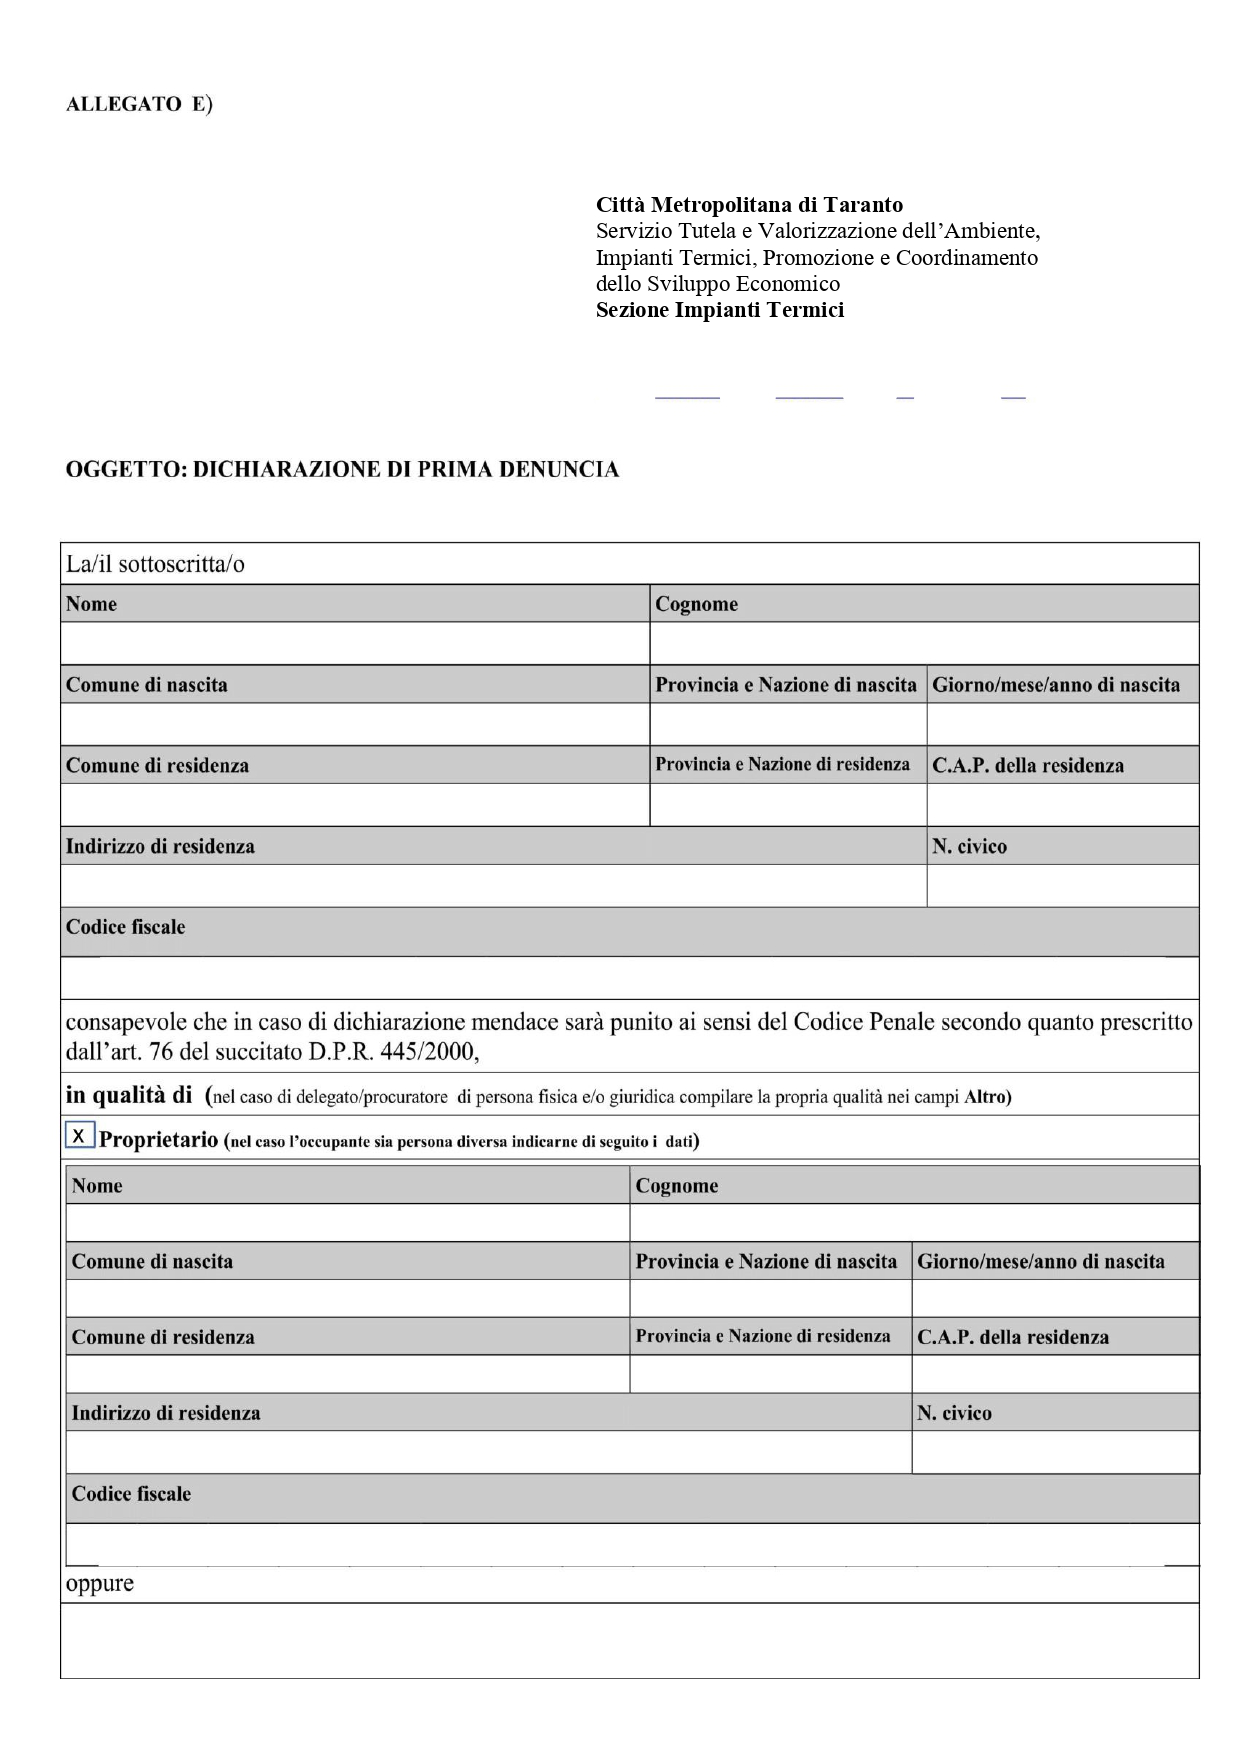 ALLEGATO E)
Città Metropolitana di Taranto
Servizio Tutela e Valorizzazione dell’Ambiente,
Impianti Termici, Promozione e Coordinamento
dello Sviluppo Economico
Sezione Impianti Termici
OGGETTO: DICHIARAZIONE DI PRIMA DENUNCIA
La/il sottoscritta/o
Nome Cognome
Comune di nascita Provincia e Nazione di nascita Giorno/mese/anno di nascita
Comune di residenza Provincia e Nazione di residenza C.A.P. della residenza
Indirizzo di residenza N. civico
Codice fiscale
consapevole che in caso di dichiarazione mendace sarà punito ai sensi del Codice Penale secondo quanto prescritto
dall’art. 76 del succitato D.P.R. 445/2000,
in qualità di (nel caso di delegato/procuratore di persona fisica e/o giuridica compilare la propria qualità nei campi Altro)
X Proprietario (nel caso l’occupante sia persona diversa indicarne di seguito i dati)
Nome Cognome
Comune di nascita Provincia e Nazione di nascita Giorno/mese/anno di nascita
Comune di residenza Provincia e Nazione di residenza C.A.P. della residenza
Indirizzo di residenza N. civico
Codice fiscale
oppure